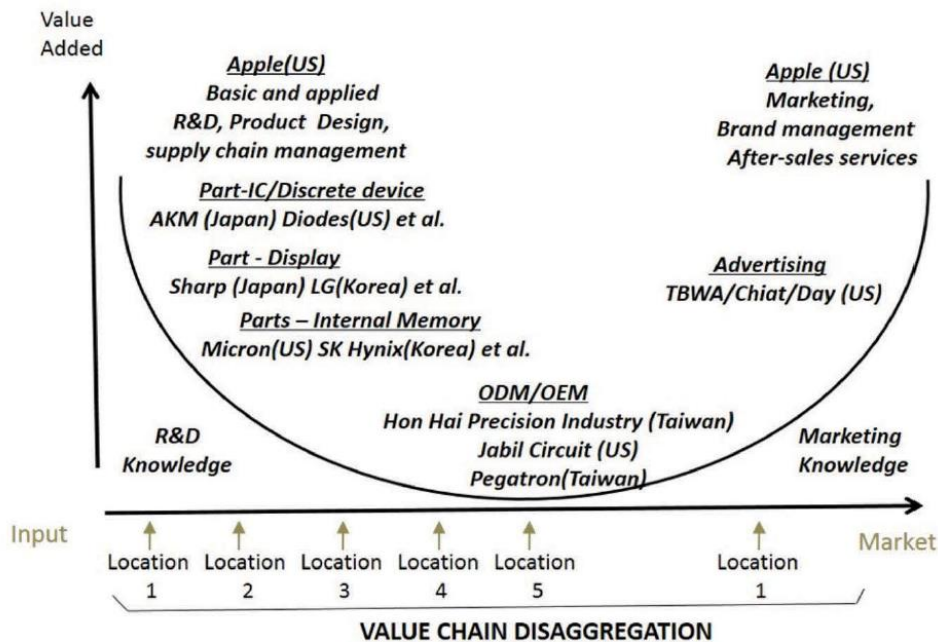 Value
Added
Apple(US)
Basic and applied
R&D, Product Design,
supply chain management
Apple (US)
Marketing,
Brand management
After-sales services
Part-IC/Discrete device
AKM (Japan) Diodes(US) et al.
Part - Display
Sharp (Japan) LG(Korea) et al.
Advertising
TBWA/Chiat/Day (US)
Parts – Internal Memory
Micron(US) SK Hynix(Korea) et al.
ODM/OEM
Hon Hai Precision Industry (Taiwan)
Jabil Circuit (US)
Pegatron(Taiwan)
R&D
Knowledge
Marketing
Knowledge
Input
Market
Location
1
Location
2
Location
3
Location
4
Location
5
Location
1
VALUE CHAIN DISAGGREGATION